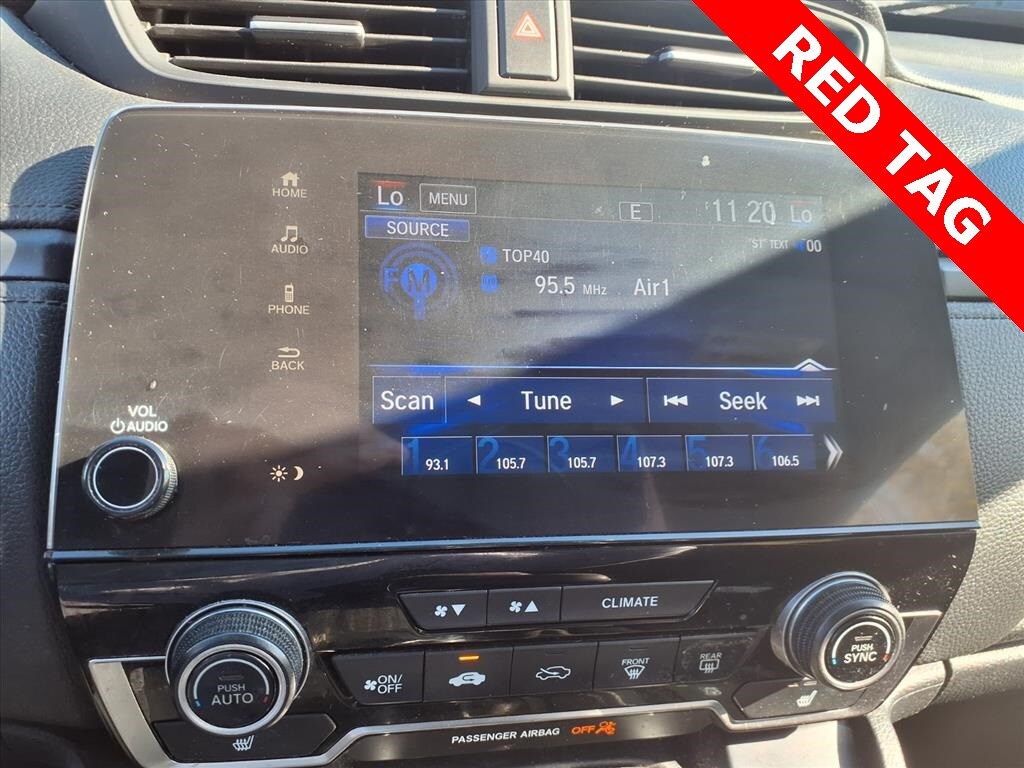 RED TAG
HOME
AUDIO
PHONE
BACK
VOL
AUDIO
Lo MENU E 11 20 Lo
SOURCE
ST TEXT 00
FM
TOP40
95.5 MHz Air1
Scan Tune Seek
1 93.1 2 105.7 3 105.7 4 107.3 5 107.3 6 106.5
CLIMATE
PUSH
AUTO
ON/
OFF
FRONT
REAR
PUSH
SYNC
PASSENGER AIRBAG OFF